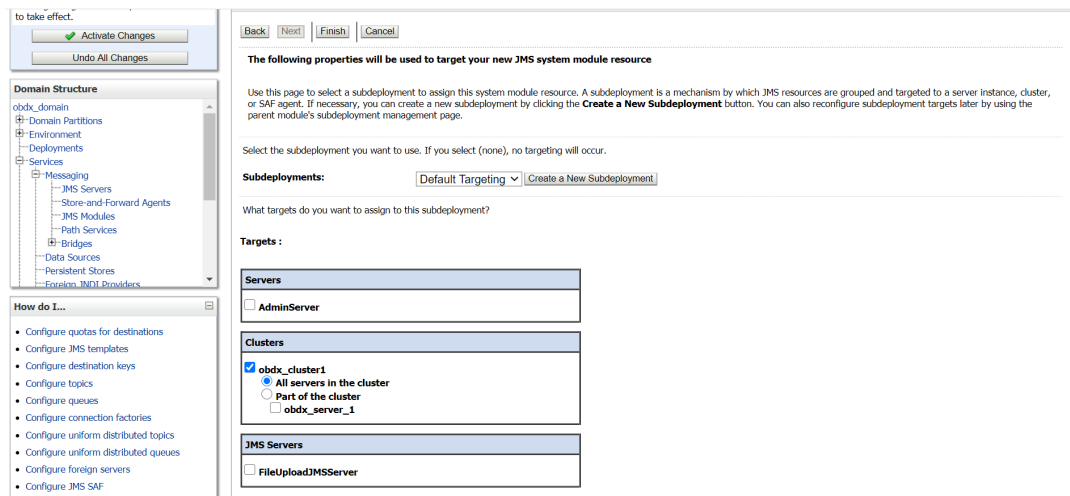 to take effect.
Activate Changes
Undo All Changes
Domain Structure
obdx_domain
Domain Partitions
Environment
Deployments
Services
Messaging
JMS Servers
Store-and-Forward Agents
JMS Modules
Path Services
Bridges
Data Sources
Persistent Stores
Foreign JNDI Providers
How do I...
Configure quotas for destinations
Configure JMS templates
Configure destination keys
Configure topics
Configure queues
Configure connection factories
Configure uniform distributed topics
Configure uniform distributed queues
Configure foreign servers
Configure JMS SAF
Back Next Finish Cancel
The following properties will be used to target your new JMS system module resource
Use this page to select a subdeployment to assign this system module resource. A subdeployment is a mechanism by which JMS resources are grouped and targeted to a server instance, cluster,
or SAF agent. If necessary, you can create a new subdeployment by clicking the Create a New Subdeployment button. You can also reconfigure subdeployment targets later by using the
parent module's subdeployment management page.
Select the subdeployment you want to use. If you select (none), no targeting will occur.
Subdeployments: Default Targeting Create a New Subdeployment
What targets do you want to assign to this subdeployment?
Targets :
Servers
AdminServer
Clusters
obdx_cluster1
All servers in the cluster
Part of the cluster
obdx_server_1
JMS Servers
FileUploadJMSServer